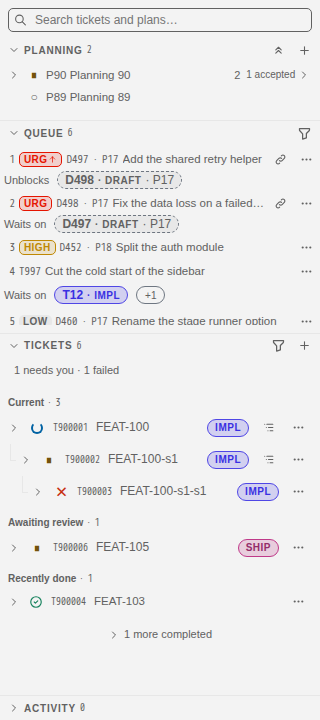 Search tickets and plans…
PLANNING 2
P90 Planning 90 2 1 accepted
P89 Planning 89
QUEUE 6
1 URG↑ D497 · P17 Add the shared retry helper
Unblocks D498 · DRAFT · P17
2 URG D498 · P17 Fix the data loss on a failed…
Waits on D497 · DRAFT · P17
3 HIGH D452 · P18 Split the auth module
4 T997 Cut the cold start of the sidebar
Waits on T12 · IMPL +1
5 LOW D460 · P17 Rename the stage runner option
TICKETS 6
1 needs you · 1 failed
Current · 3
T900001 FEAT-100 IMPL
T900002 FEAT-100-s1 IMPL
T900003 FEAT-100-s1-s1 IMPL
Awaiting review · 1
T900006 FEAT-105 SHIP
Recently done · 1
T900004 FEAT-103
1 more completed
ACTIVITY 0